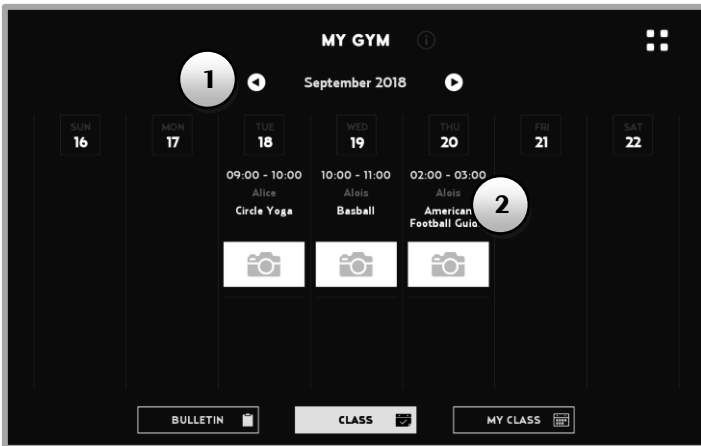 MY GYM
1
September 2018
SUN MON TUE WED THU FRI SAT
16 17 18 19 20 21 22
09:00 - 10:00 10:00 - 11:00 02:00 - 03:00
Alice Alois Alois
Circle Yoga Basball American
Football
2
BULLETIN CLASS MY CLASS